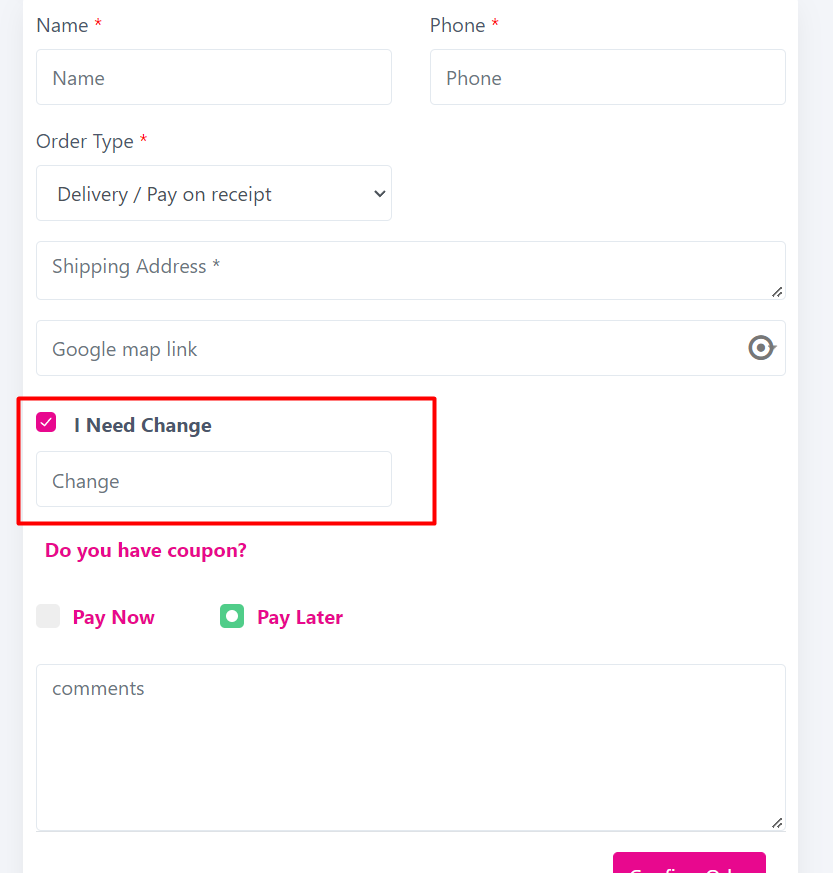 Name * Phone *
Name Phone
Order Type *
Delivery / Pay on receipt
Shipping Address *
Google map link
I Need Change
Change
Do you have coupon?
Pay Now Pay Later
comments